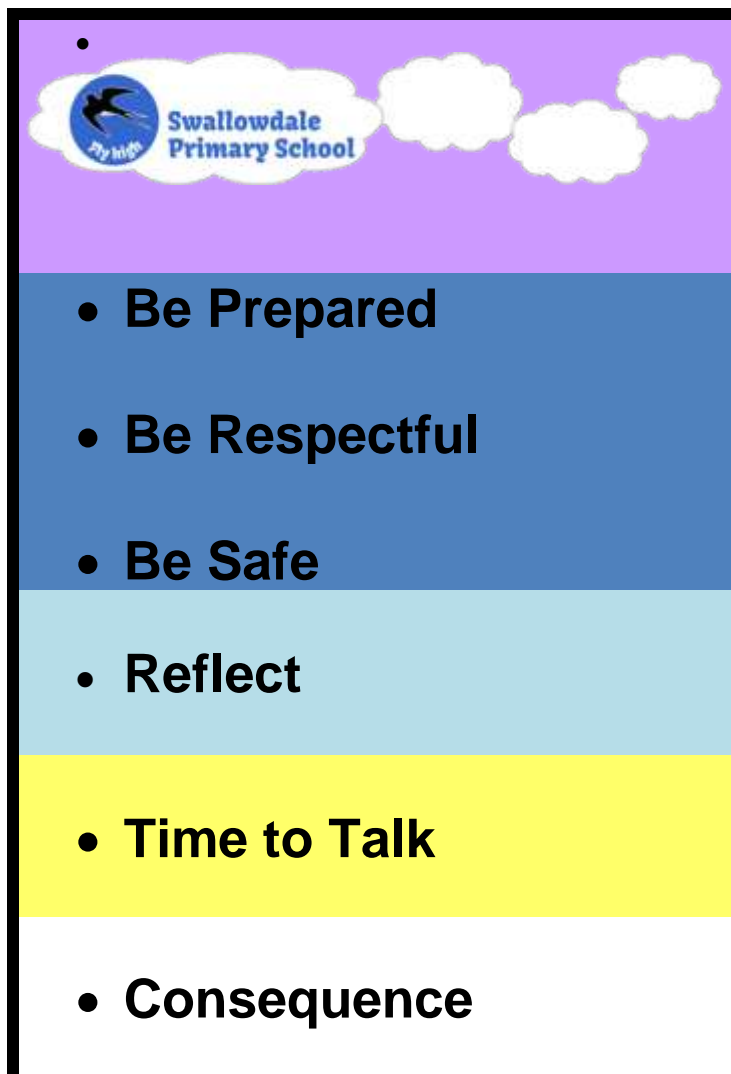 •
Swallowdale
Primary School
Fly high
• Be Prepared
• Be Respectful
• Be Safe
• Reflect
• Time to Talk
• Consequence